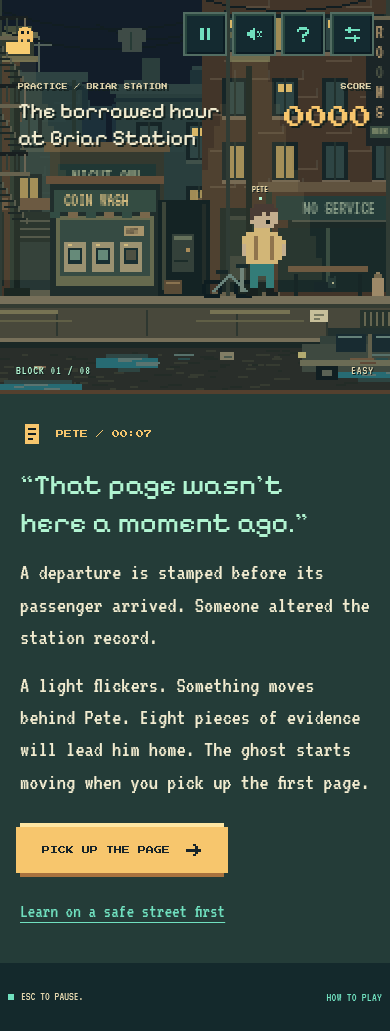 ?
PRACTICE / BRIAR STATION
SCORE
The borrowed hour
at Briar Station
0000
ROOMS
NIGHT OWL
COIN WASH
PETE
NO SERVICE
BLOCK 01 / 08
EASY
PETE / 00:07
“That page wasn’t
here a moment ago.”
A departure is stamped before its
passenger arrived. Someone altered the
station record.
A light flickers. Something moves
behind Pete. Eight pieces of evidence
will lead him home. The ghost starts
moving when you pick up the first page.
PICK UP THE PAGE →
Learn on a safe street first
ESC TO PAUSE.
HOW TO PLAY